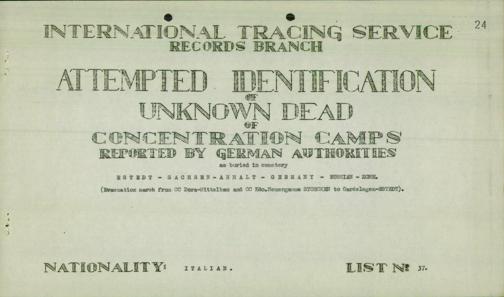 24
INTERNATIONAL TRACING SERVICE
RECORDS BRANCH
ATTEMPTED IDENTIFICATION
OF
UNKNOWN DEAD
OF
CONCENTRATION CAMPS
REPORTED BY GERMAN AUTHORITIES
as buried in cemetery
ESTEDT - SACHSEN-ANHALT - GERMANY - RUSSIAN - ZONE.
(Evacuation march from CC Dora-Mittelbau and CC Kdo.Neuengamme to Gardelegen-ESTEDT).
NATIONALITY: ITALIAN. LIST Nº 37.